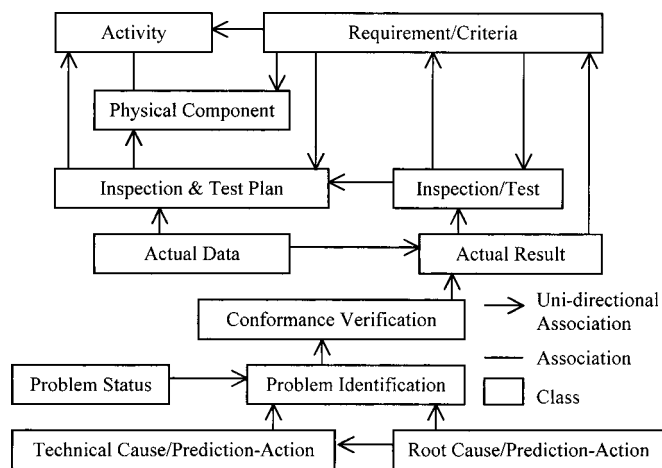 Activity
Requirement/Criteria
Physical Component
Inspection & Test Plan
Inspection/Test
Actual Data
Actual Result
Conformance Verification
Uni-directional
Association
Association
Problem Status
Problem Identification
Class
Technical Cause/Prediction-Action
Root Cause/Prediction-Action